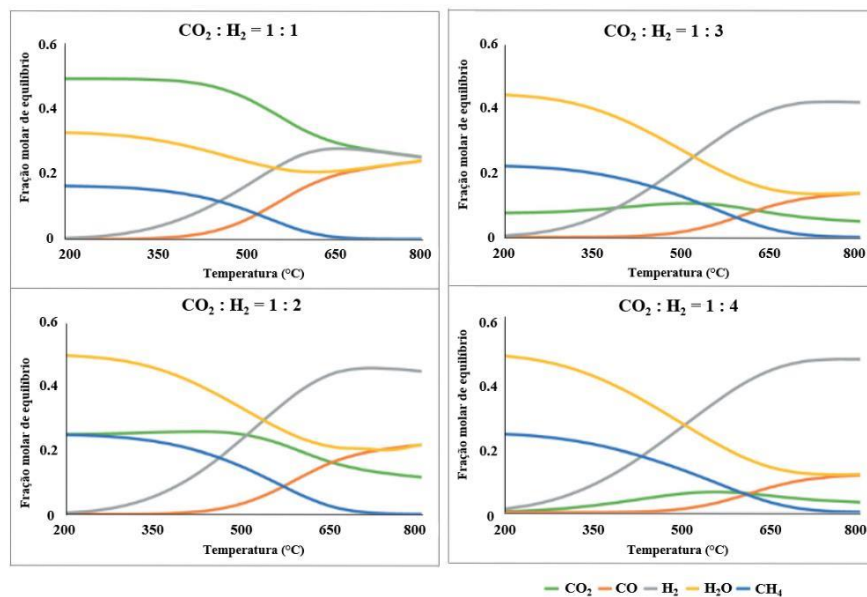 CO₂ : H₂ = 1 : 1
Fração molar de equilíbrio
0.6
0.4
0.2
0
200
350
500
650
800
Temperatura (°C)
CO₂ : H₂ = 1 : 3
Fração molar de equilíbrio
0.6
0.4
0.2
0
200
350
500
650
800
Temperatura (°C)
CO₂ : H₂ = 1 : 2
Fração molar de equilíbrio
0.6
0.4
0.2
0
200
350
500
650
800
Temperatura (°C)
CO₂ : H₂ = 1 : 4
Fração molar de equilíbrio
0.6
0.4
0.2
0
200
350
500
650
800
Temperatura (°C)
CO₂ CO H₂ H₂O CH₄